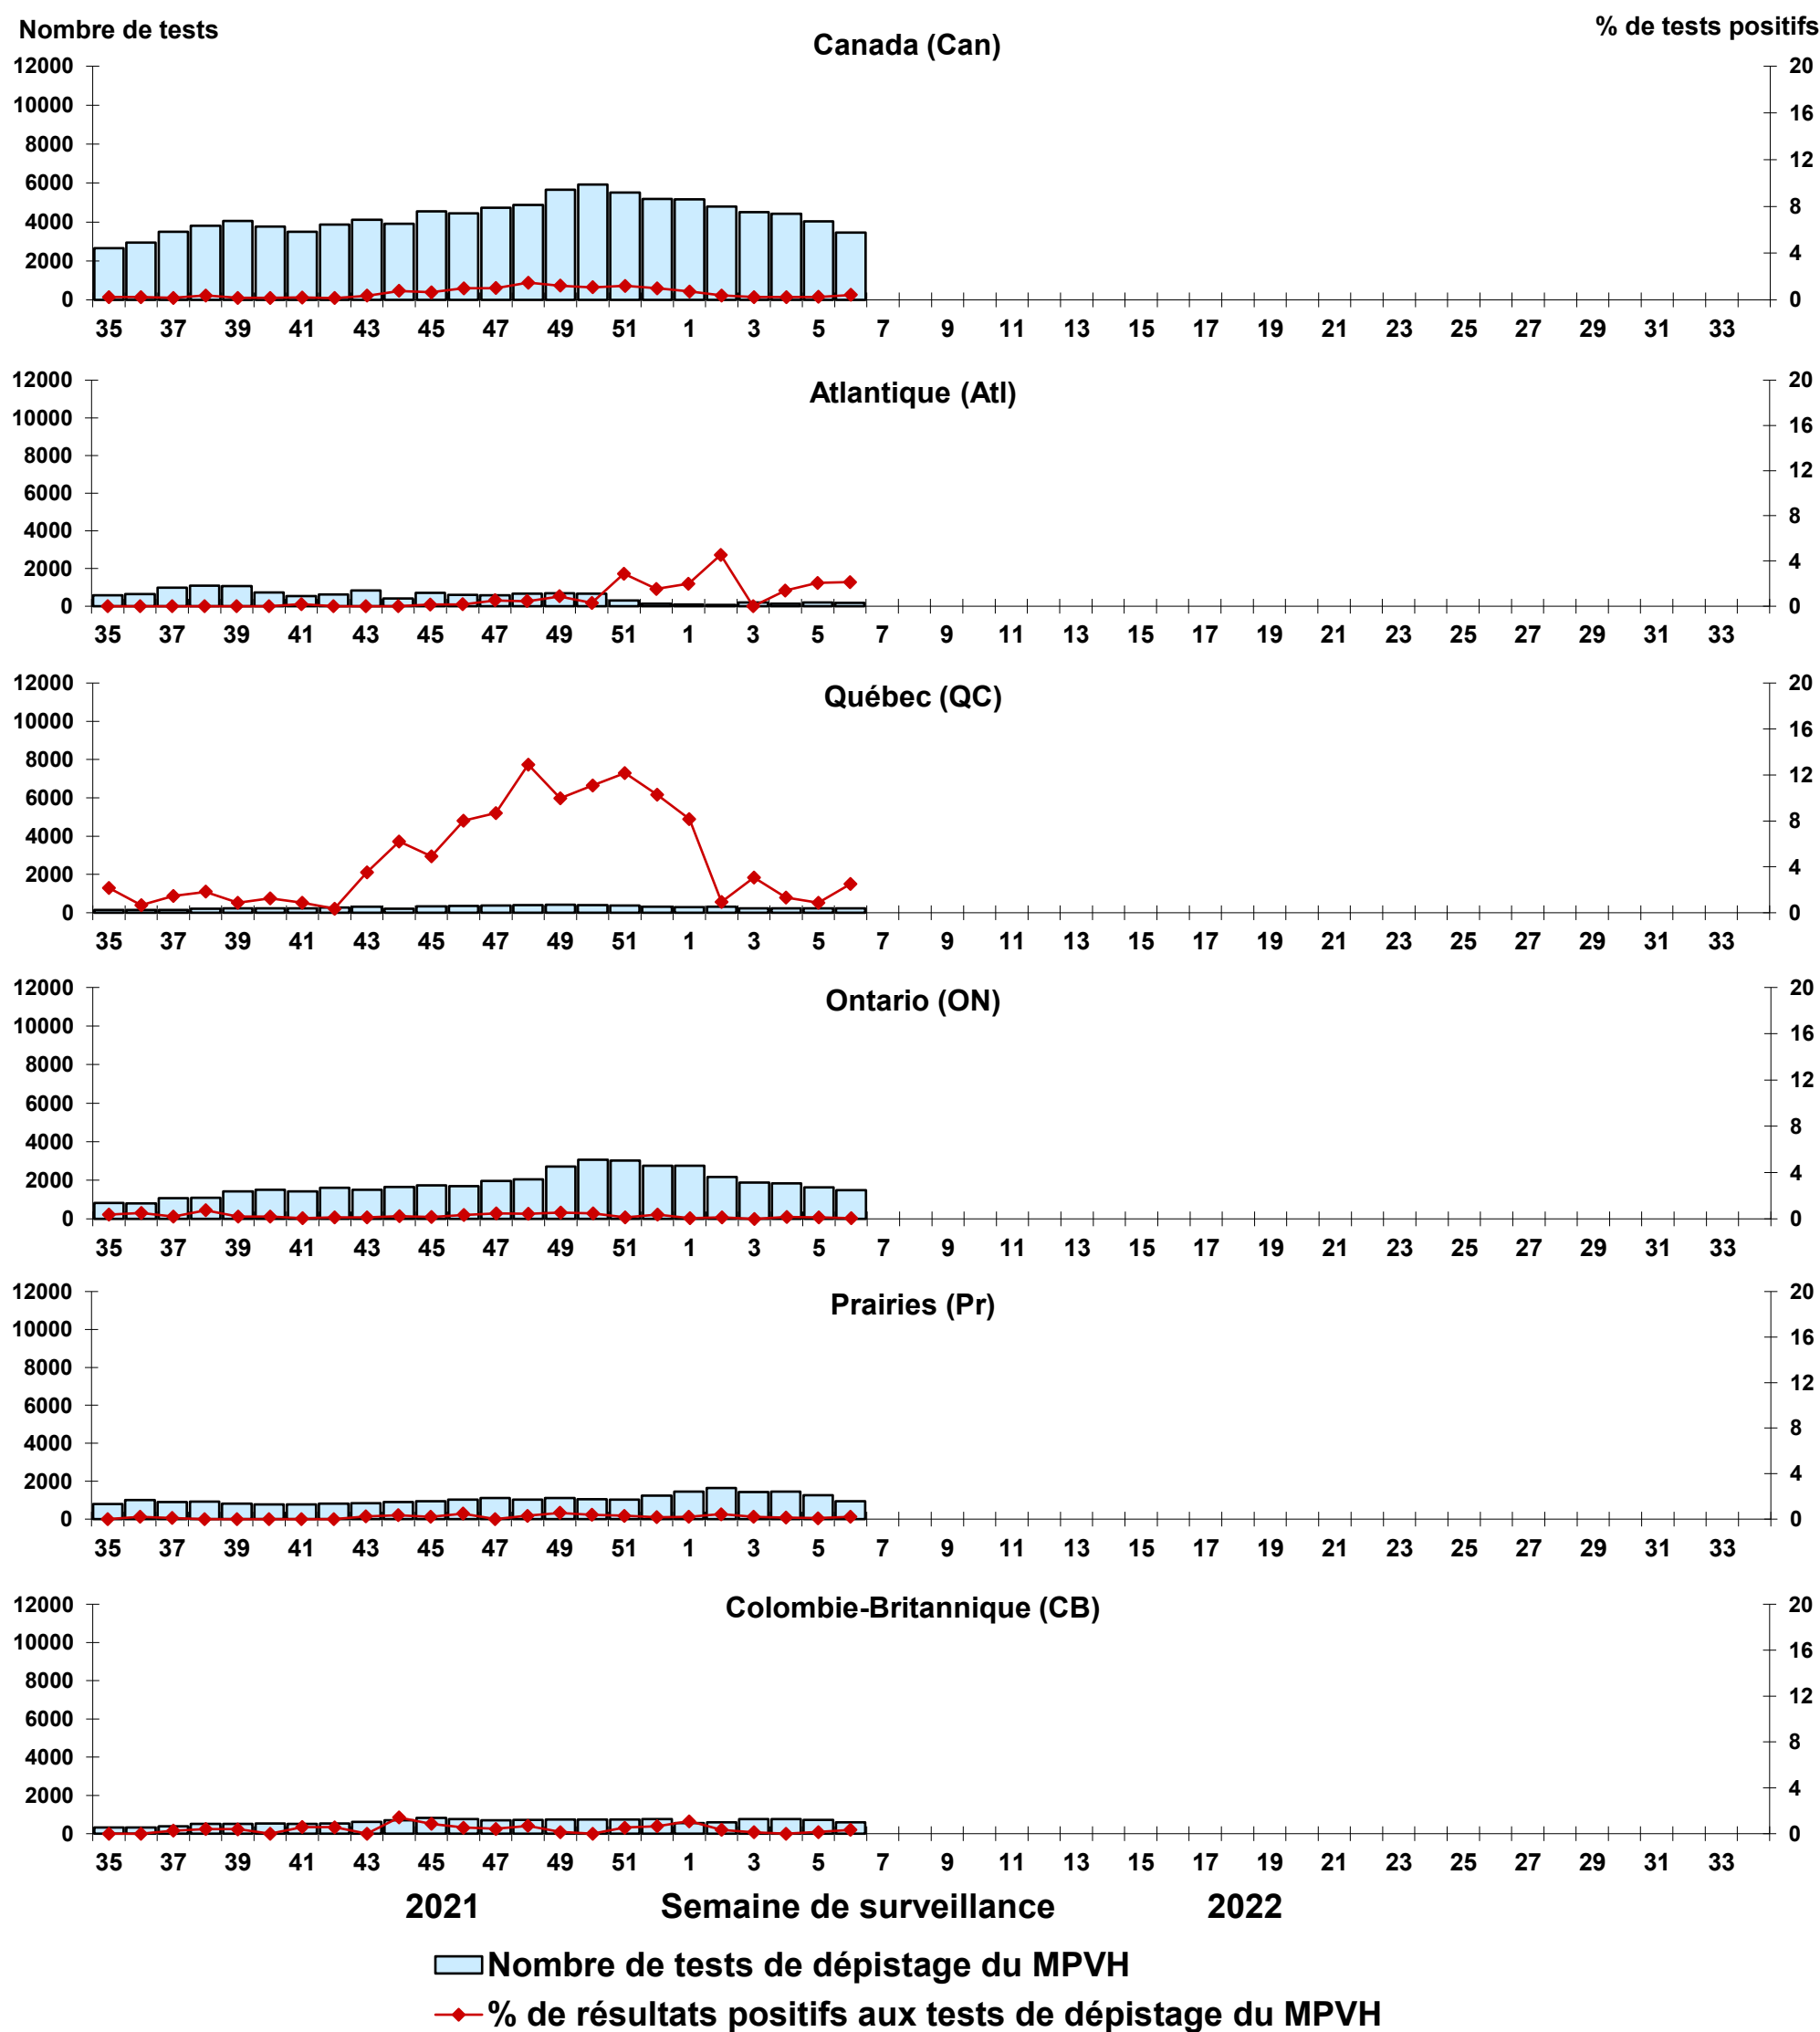 Nombre de tests
% de tests positifs
Canada (Can)
12000 20
10000 16
8000 12
6000 8
4000
2000 4
0 0
35 37 39 41 43 45 47 49 51 1 3 5 7 9 11 13 15 17 19 21 23 25 27 29 31 33
Atlantique (Atl)
12000 20
10000 16
8000 12
6000 8
4000
2000 4
0 0
35 37 39 41 43 45 47 49 51 1 3 5 7 9 11 13 15 17 19 21 23 25 27 29 31 33
Québec (QC)
12000 20
10000 16
8000 12
6000 8
4000
2000 4
0 0
35 37 39 41 43 45 47 49 51 1 3 5 7 9 11 13 15 17 19 21 23 25 27 29 31 33
Ontario (ON)
12000 20
10000 16
8000 12
6000 8
4000
2000 4
0 0
35 37 39 41 43 45 47 49 51 1 3 5 7 9 11 13 15 17 19 21 23 25 27 29 31 33
Prairies (Pr)
12000 20
10000 16
8000 12
6000 8
4000
2000 4
0 0
35 37 39 41 43 45 47 49 51 1 3 5 7 9 11 13 15 17 19 21 23 25 27 29 31 33
Colombie-Britannique (CB)
12000 20
10000 16
8000 12
6000 8
4000
2000 4
0 0
35 37 39 41 43 45 47 49 51 1 3 5 7 9 11 13 15 17 19 21 23 25 27 29 31 33
2021 Semaine de surveillance 2022
Nombre de tests de dépistage du MPVH
% de résultats positifs aux tests de dépistage du MPVH